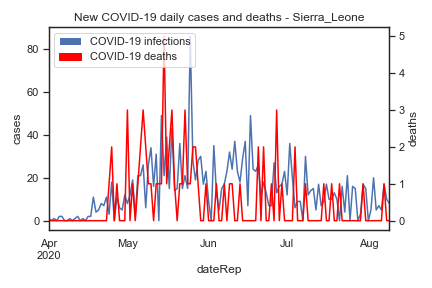 New COVID-19 daily cases and deaths - Sierra_Leone
COVID-19 infections
COVID-19 deaths
80
60
40
20
0
cases
5
4
3
2
1
0
deaths
Apr
2020
May
Jun
Jul
Aug
dateRep